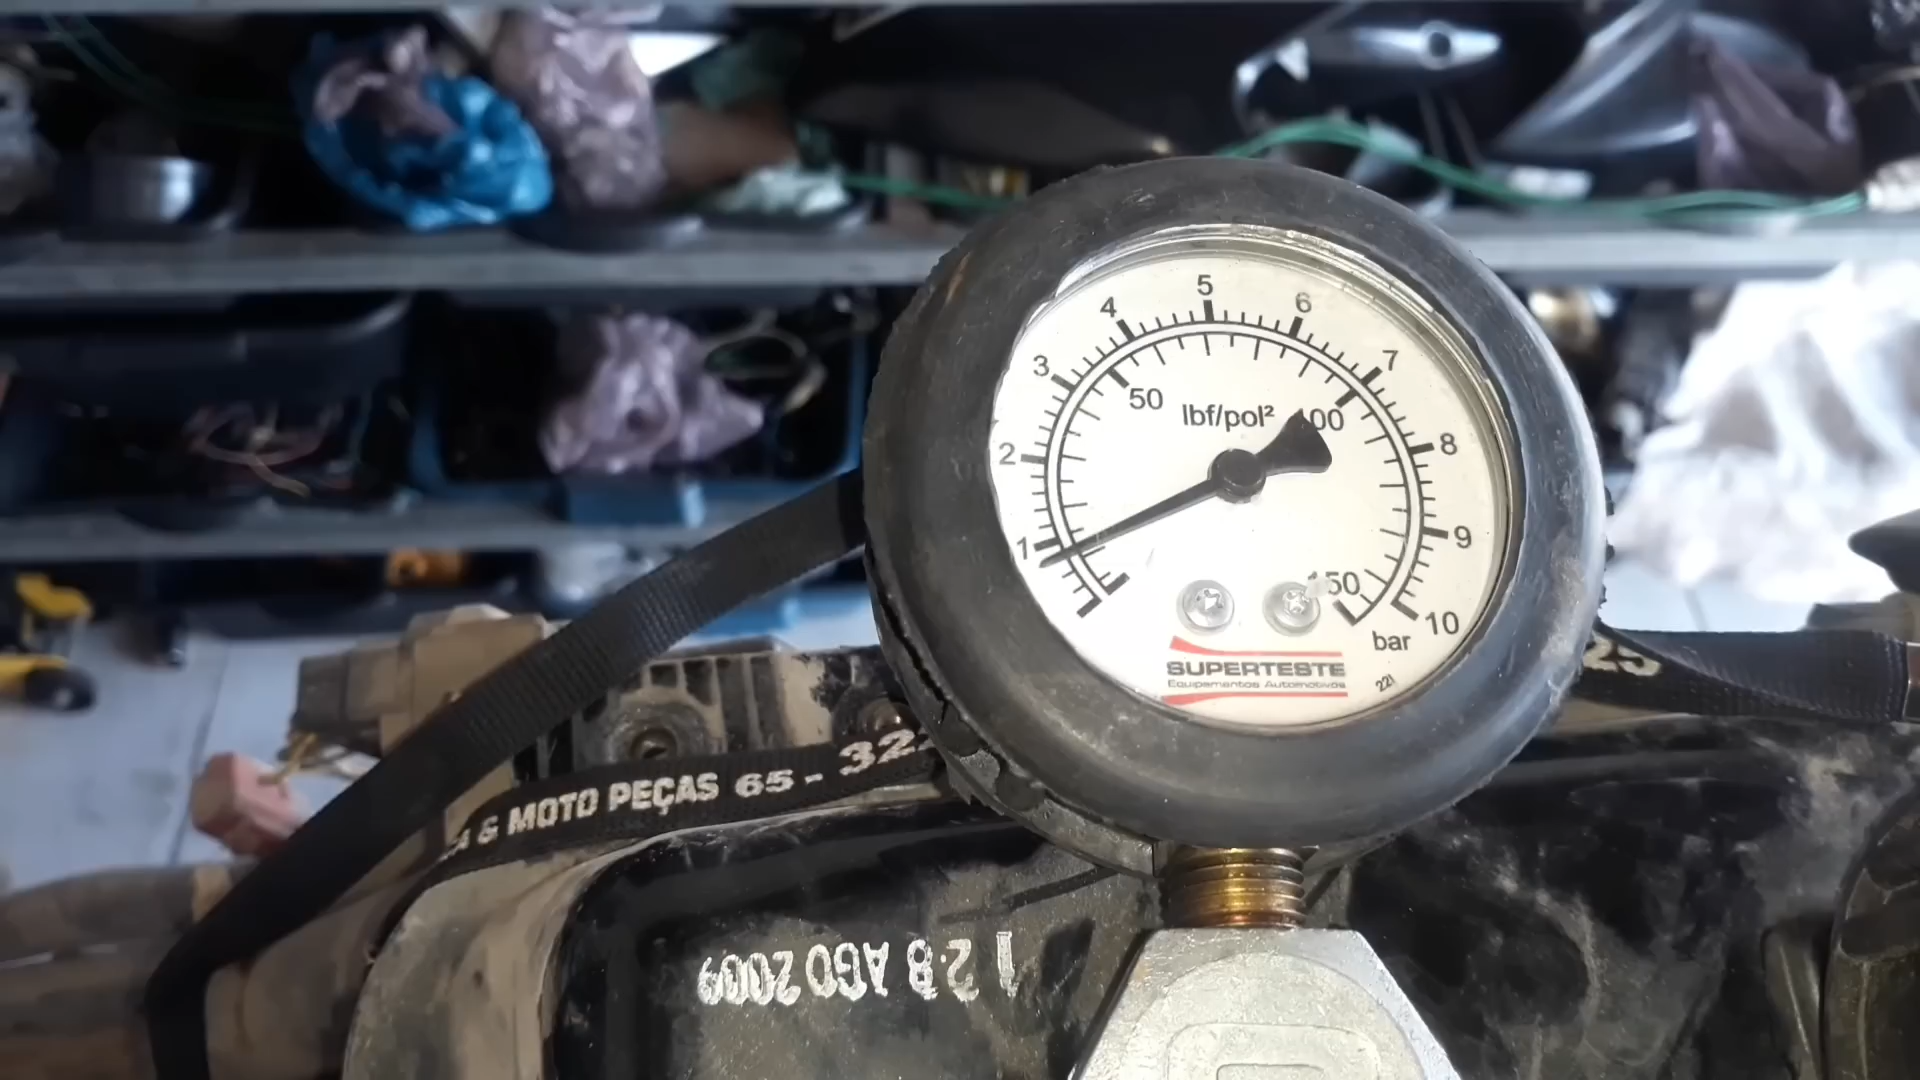 5
4
6
3
7
50
lbf/pol²
100
2
8
1
9
150
10
bar
SUPERTESTE
Equipamentos Automotivos
221
& MOTO PEÇAS 65 - 322
25
1 2.8 AGO 2009